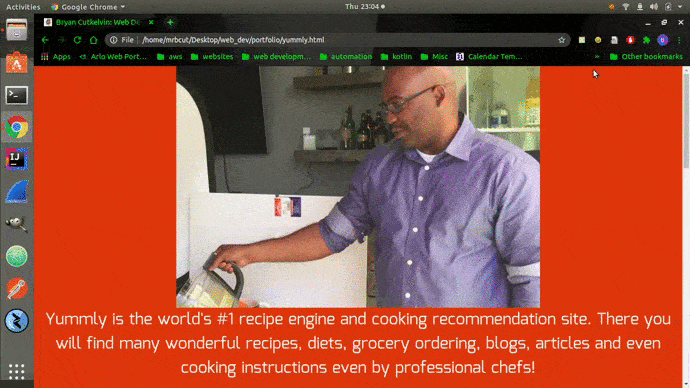 Activities Google Chrome Thu 23:04
Bryan Cutkelvin: Web De
File /home/mrbcut/Desktop/web_dev/portfolio/yummly.html
Apps Arlo Web Port... aws websites web developm... automation kotlin Misc Calendar Tem... » Other bookmarks
Yummly is the world's #1 recipe engine and cooking recommendation site. There you
will find many wonderful recipes, diets, grocery ordering, blogs, articles and even
cooking instructions even by professional chefs!